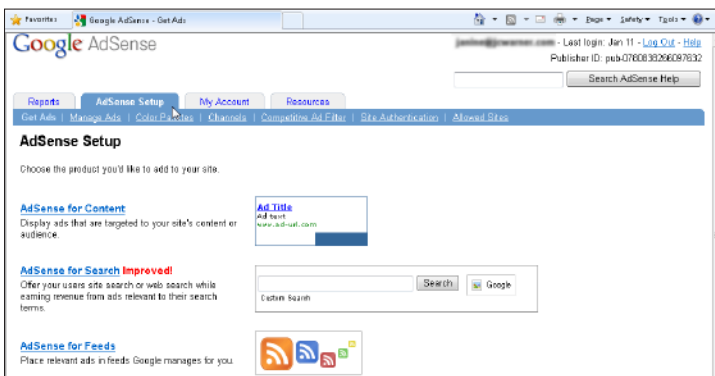 Favorites Google AdSense - Get Ads Page Safety Tools
Google AdSense
- Last login: Jan 11 - Log Out - Help
Publisher ID: pub-0760838266097632
Search AdSense Help
Reports AdSense Setup My Account Resources
Get Ads | Manage Ads | Color Palettes | Channels | Competitive Ad Filter | Site Authentication | Allowed Sites
AdSense Setup
Choose the product you'd like to add to your site.
AdSense for Content
Display ads that are targeted to your site's content or
audience.
Ad Title
Ad text
www.ad-url.com
AdSense for Search Improved!
Offer your users site search or web search while
earning revenue from ads relevant to their search
terms.
Search Google
Custom Search
AdSense for Feeds
Place relevant ads in feeds Google manages for you.